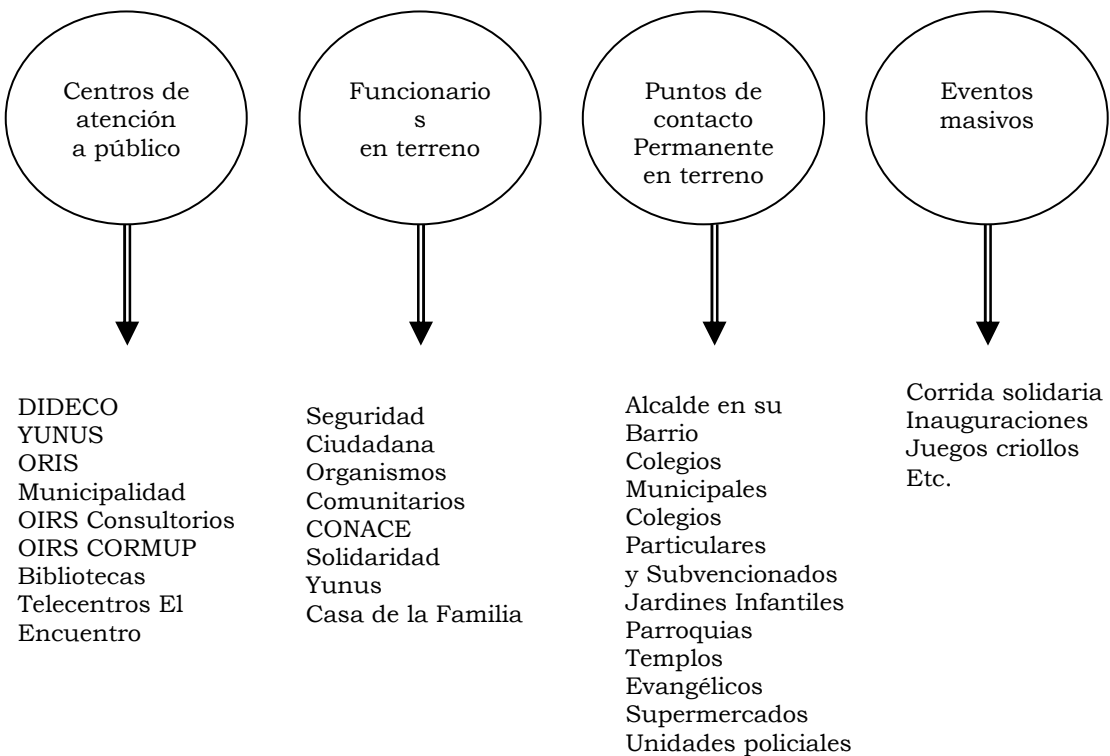 Centros de
atención
a público
Funcionario
s
en terreno
Puntos de
contacto
Permanente
en terreno
Eventos
masivos
DIDECO
YUNUS
ORIS
Municipalidad
OIRS Consultorios
OIRS CORMUP
Bibliotecas
Telecentros El
Encuentro
Seguridad
Ciudadana
Organismos
Comunitarios
CONACE
Solidaridad
Yunus
Casa de la Familia
Alcalde en su
Barrio
Colegios
Municipales
Colegios
Particulares
y Subvencionados
Jardines Infantiles
Parroquias
Templos
Evangélicos
Supermercados
Unidades policiales
Corrida solidaria
Inauguraciones
Juegos criollos
Etc.